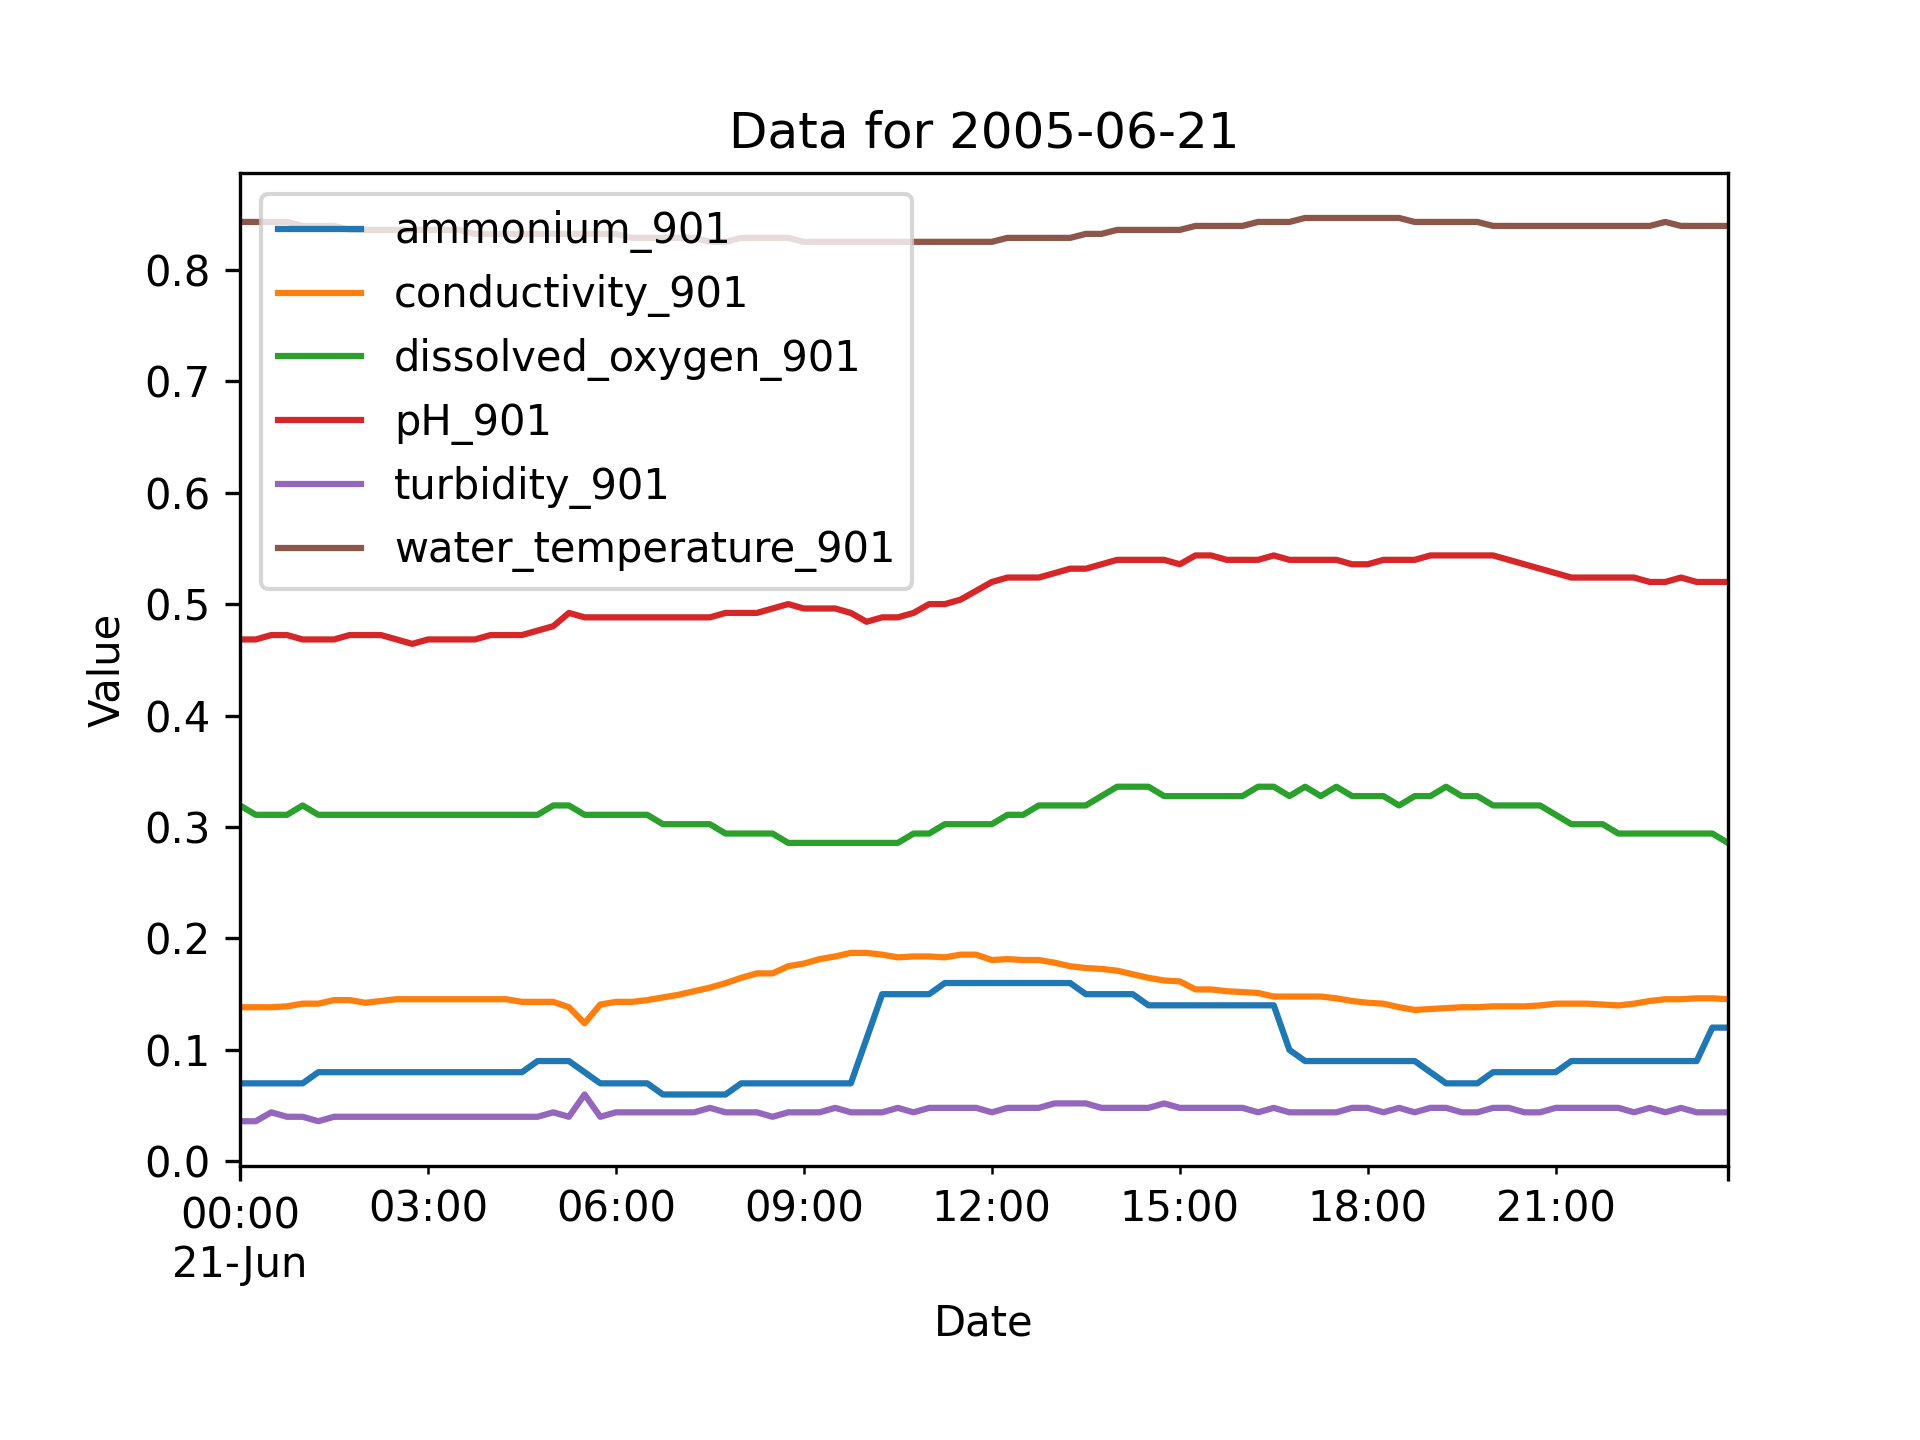 Data for 2005-06-21
ammonium_901
conductivity_901
dissolved_oxygen_901
pH_901
turbidity_901
water_temperature_901
Value
0.8
0.7
0.6
0.5
0.4
0.3
0.2
0.1
0.0
00:00 03:00 06:00 09:00 12:00 15:00 18:00 21:00
21-Jun
Date